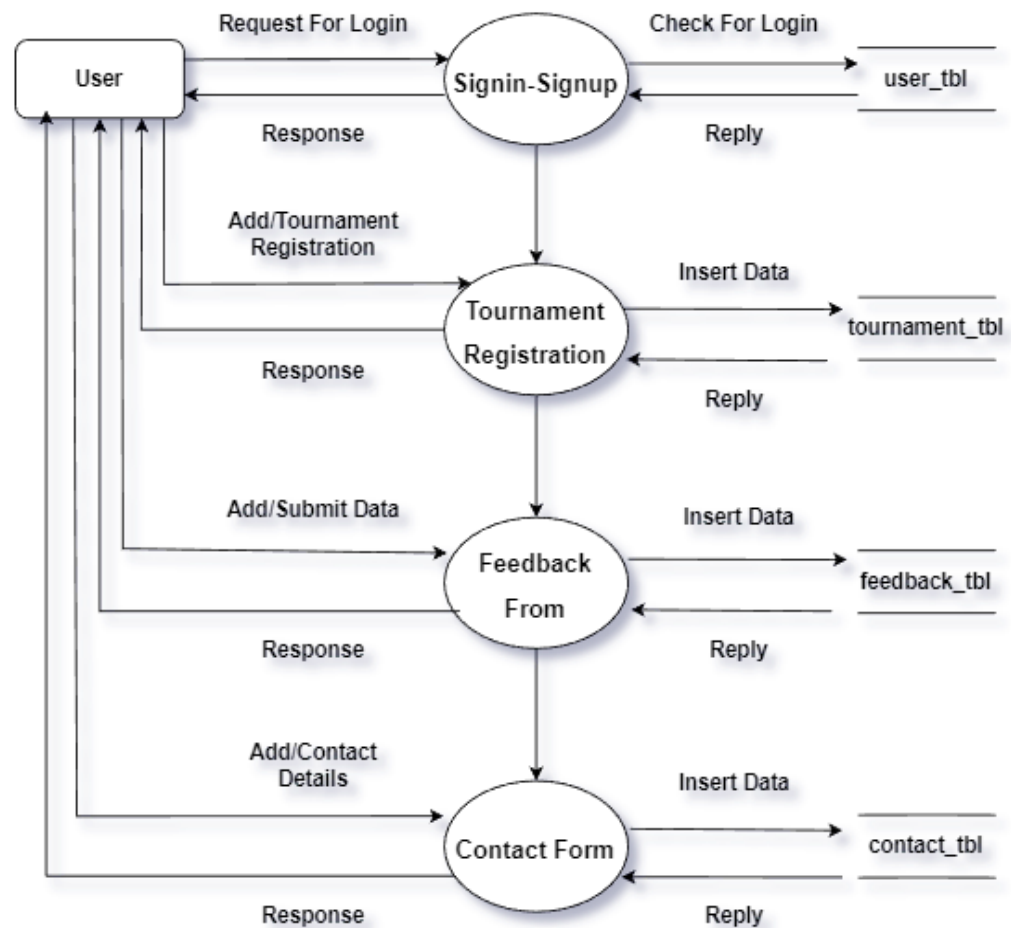 Request For Login
Check For Login
User
Signin-Signup
user_tbl
Response
Reply
Add/Tournament
Registration
Insert Data
Tournament
Registration
tournament_tbl
Response
Reply
Add/Submit Data
Insert Data
Feedback
From
feedback_tbl
Response
Reply
Add/Contact
Details
Insert Data
Contact Form
contact_tbl
Response
Reply